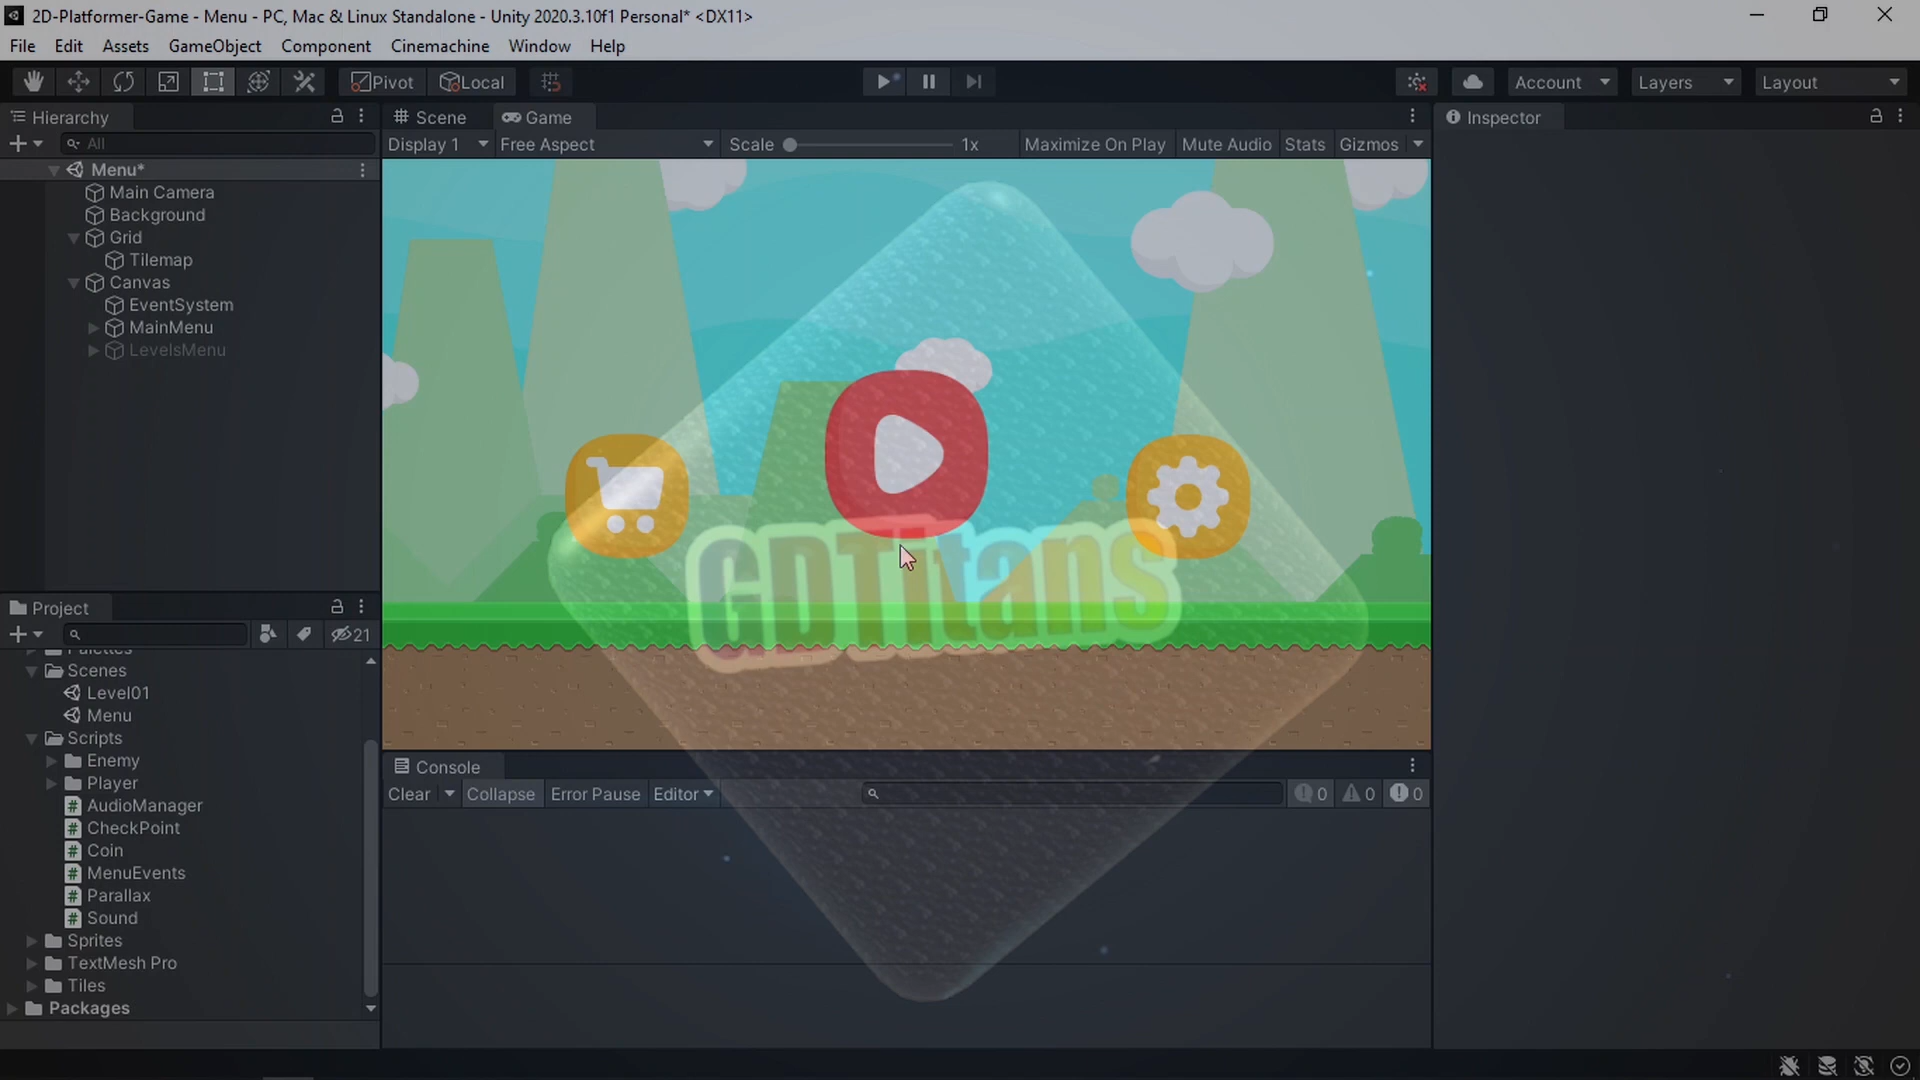 2D-Platformer-Game - Menu - PC, Mac & Linux Standalone - Unity 2020.3.10f1 Personal* <DX11>
File Edit Assets GameObject Component Cinemachine Window Help
Pivot Local Account Layers Layout
Hierarchy Scene Game Inspector
All Display 1 Free Aspect Scale 1x Maximize On Play Mute Audio Stats Gizmos
Menu*
Main Camera
Background
Grid
Tilemap
Canvas
EventSystem
MainMenu
LevelsMenu
GDTitans
Project
21
Palettes
Scenes
Level01
Menu
Scripts
Enemy
Player
AudioManager
CheckPoint
Coin
MenuEvents
Parallax
Sound
Sprites
TextMesh Pro
Tiles
Packages
Console
Clear Collapse Error Pause Editor 0 0 0